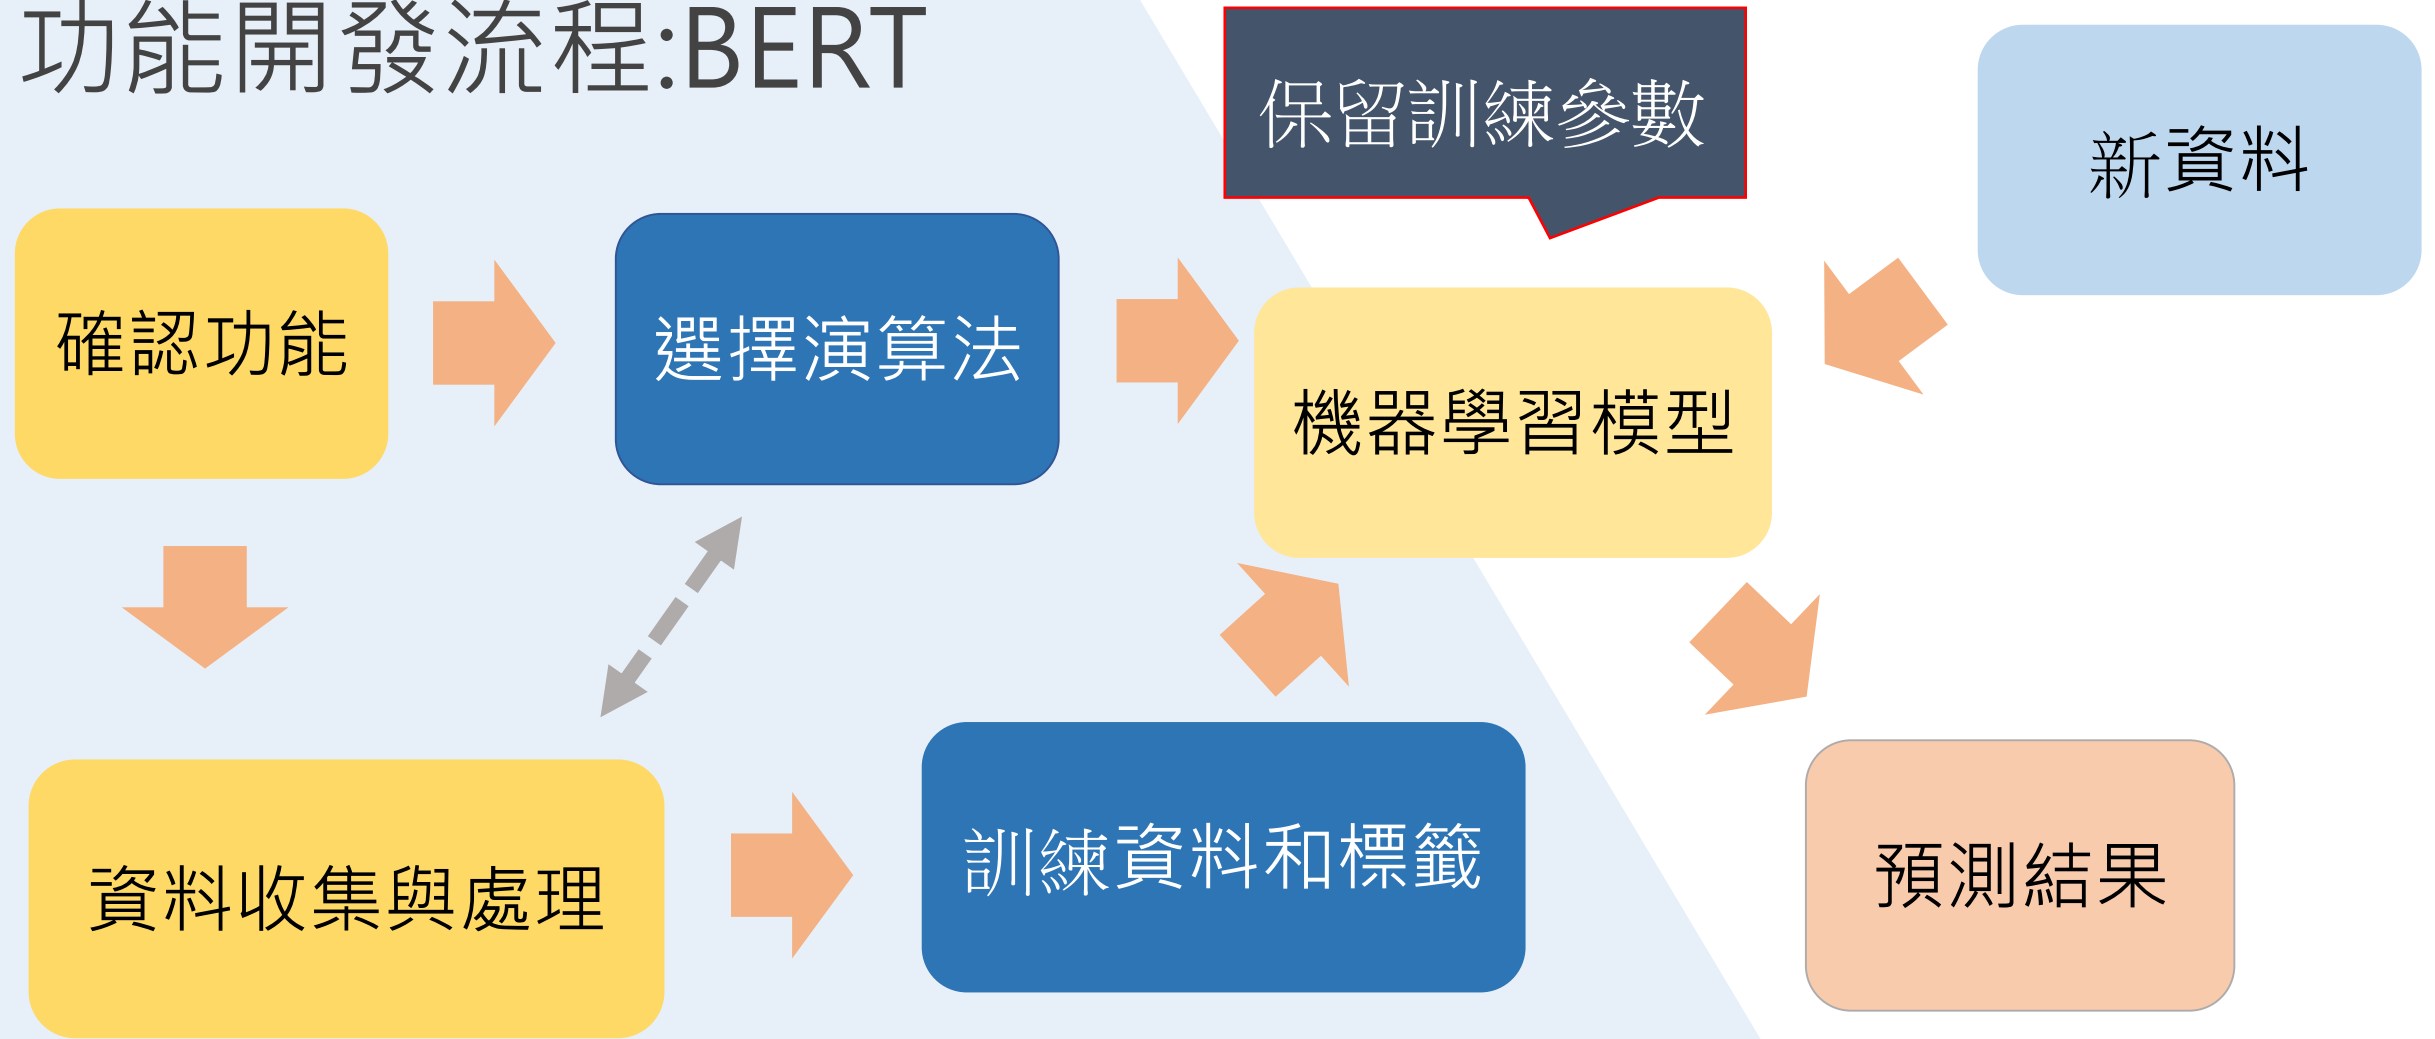 功能開發流程:BERT
保留訓練參數
新資料
確認功能
選擇演算法
機器學習模型
資料收集與處理
訓練資料和標籤
預測結果